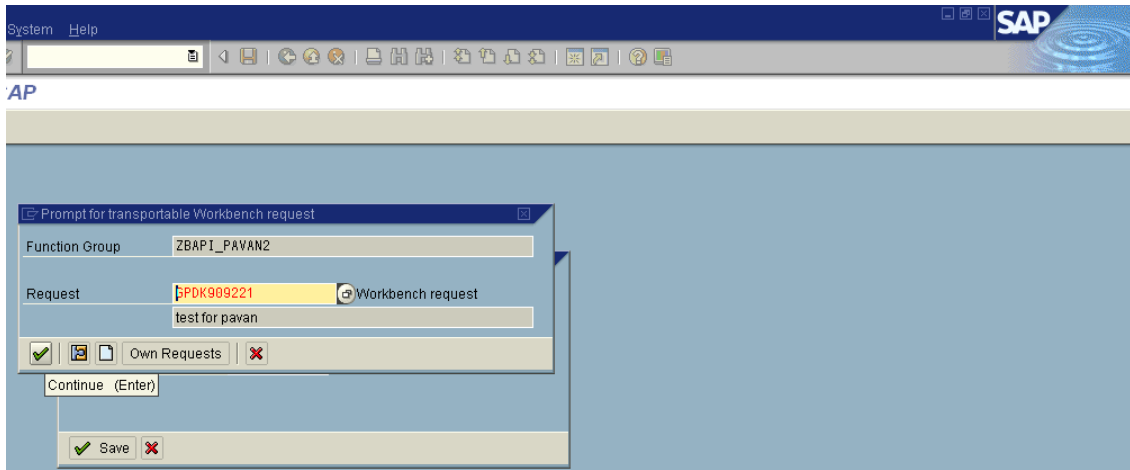 System Help
SAP
AP
Prompt for transportable Workbench request
Function Group ZBAPI_PAVAN2
Request GPDK909221 Workbench request
test for pavan
Own Requests
Continue (Enter)
Save